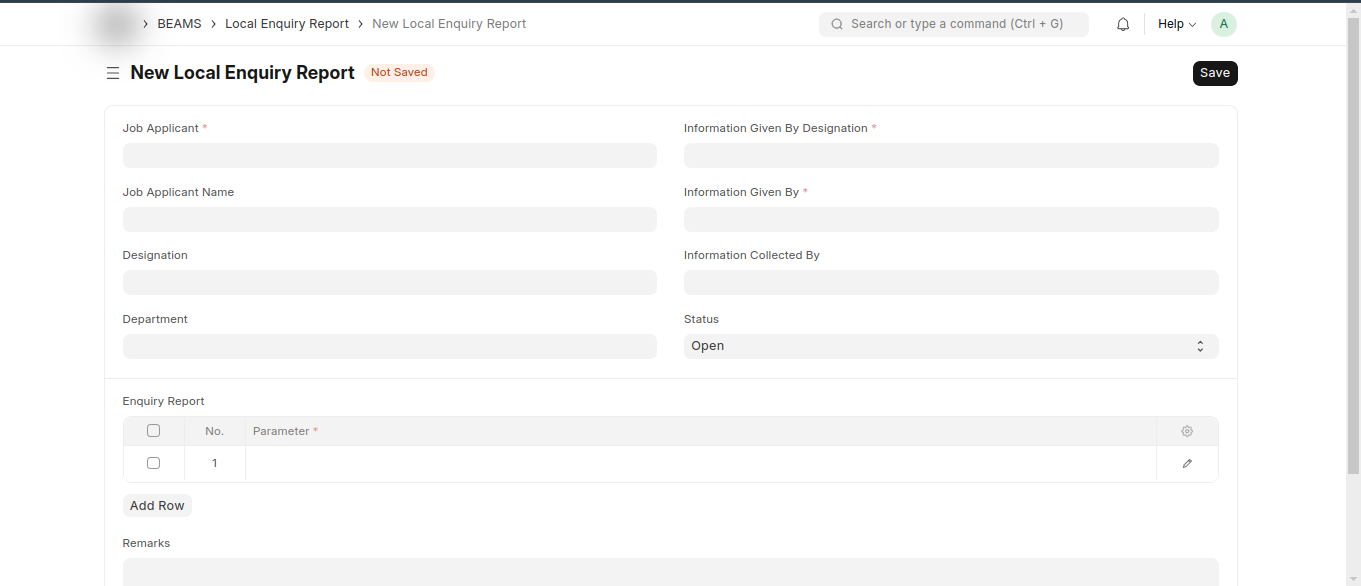 BEAMS Local Enquiry Report New Local Enquiry Report Search or type a command (Ctrl + G) Help A
New Local Enquiry Report Not Saved Save
Job Applicant * Information Given By Designation *
Job Applicant Name Information Given By *
Designation Information Collected By
Department Status
Open
Enquiry Report
No. Parameter *
1
Add Row
Remarks